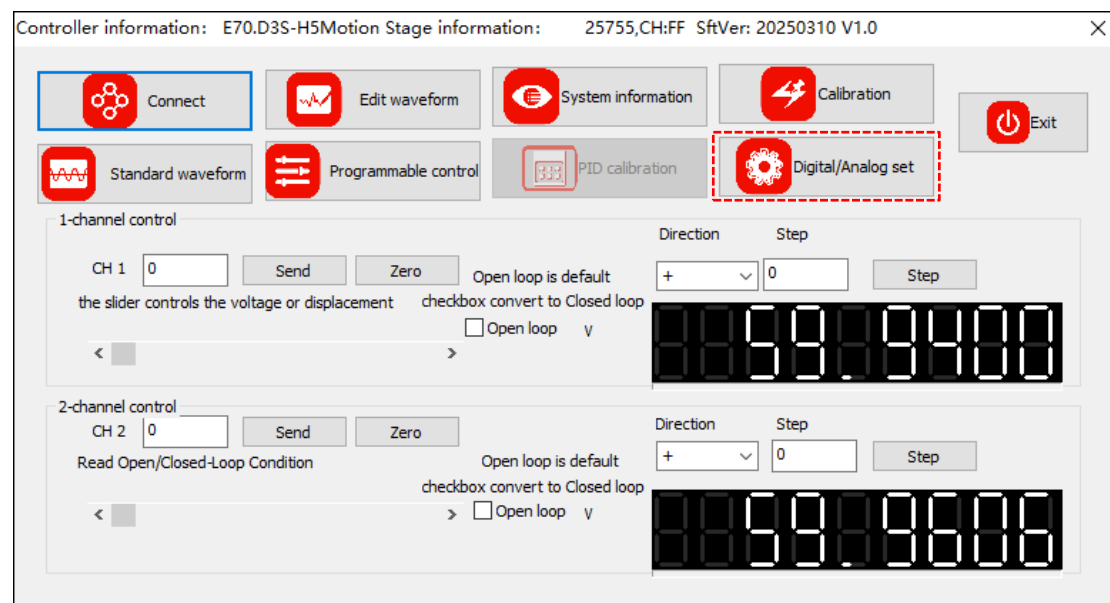 Controller information: E70.D3S-H5Motion Stage information: 25755,CH:FF SftVer: 20250310 V1.0
Connect
Edit waveform
System information
Calibration
Exit
Standard waveform
Programmable control
PID calibration
Digital/Analog set
1-channel control
Direction
Step
CH 1
0
Send
Zero
Open loop is default
+
0
Step
the slider controls the voltage or displacement
checkbox convert to Closed loop
Open loop
V
59.9400
2-channel control
Direction
Step
CH 2
0
Send
Zero
+
0
Step
Read Open/Closed-Loop Condition
Open loop is default
checkbox convert to Closed loop
Open loop
V
59.9606